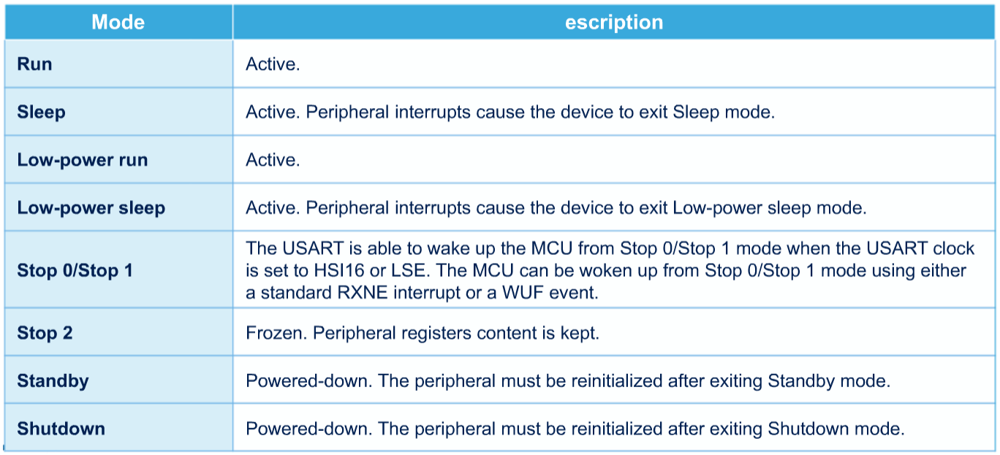 Mode
escription
Run
Active.
Sleep
Active. Peripheral interrupts cause the device to exit Sleep mode.
Low-power run
Active.
Low-power sleep
Active. Peripheral interrupts cause the device to exit Low-power sleep mode.
Stop 0/Stop 1
The USART is able to wake up the MCU from Stop 0/Stop 1 mode when the USART clock
is set to HSI16 or LSE. The MCU can be woken up from Stop 0/Stop 1 mode using either
a standard RXNE interrupt or a WUF event.
Stop 2
Frozen. Peripheral registers content is kept.
Standby
Powered-down. The peripheral must be reinitialized after exiting Standby mode.
Shutdown
Powered-down. The peripheral must be reinitialized after exiting Shutdown mode.